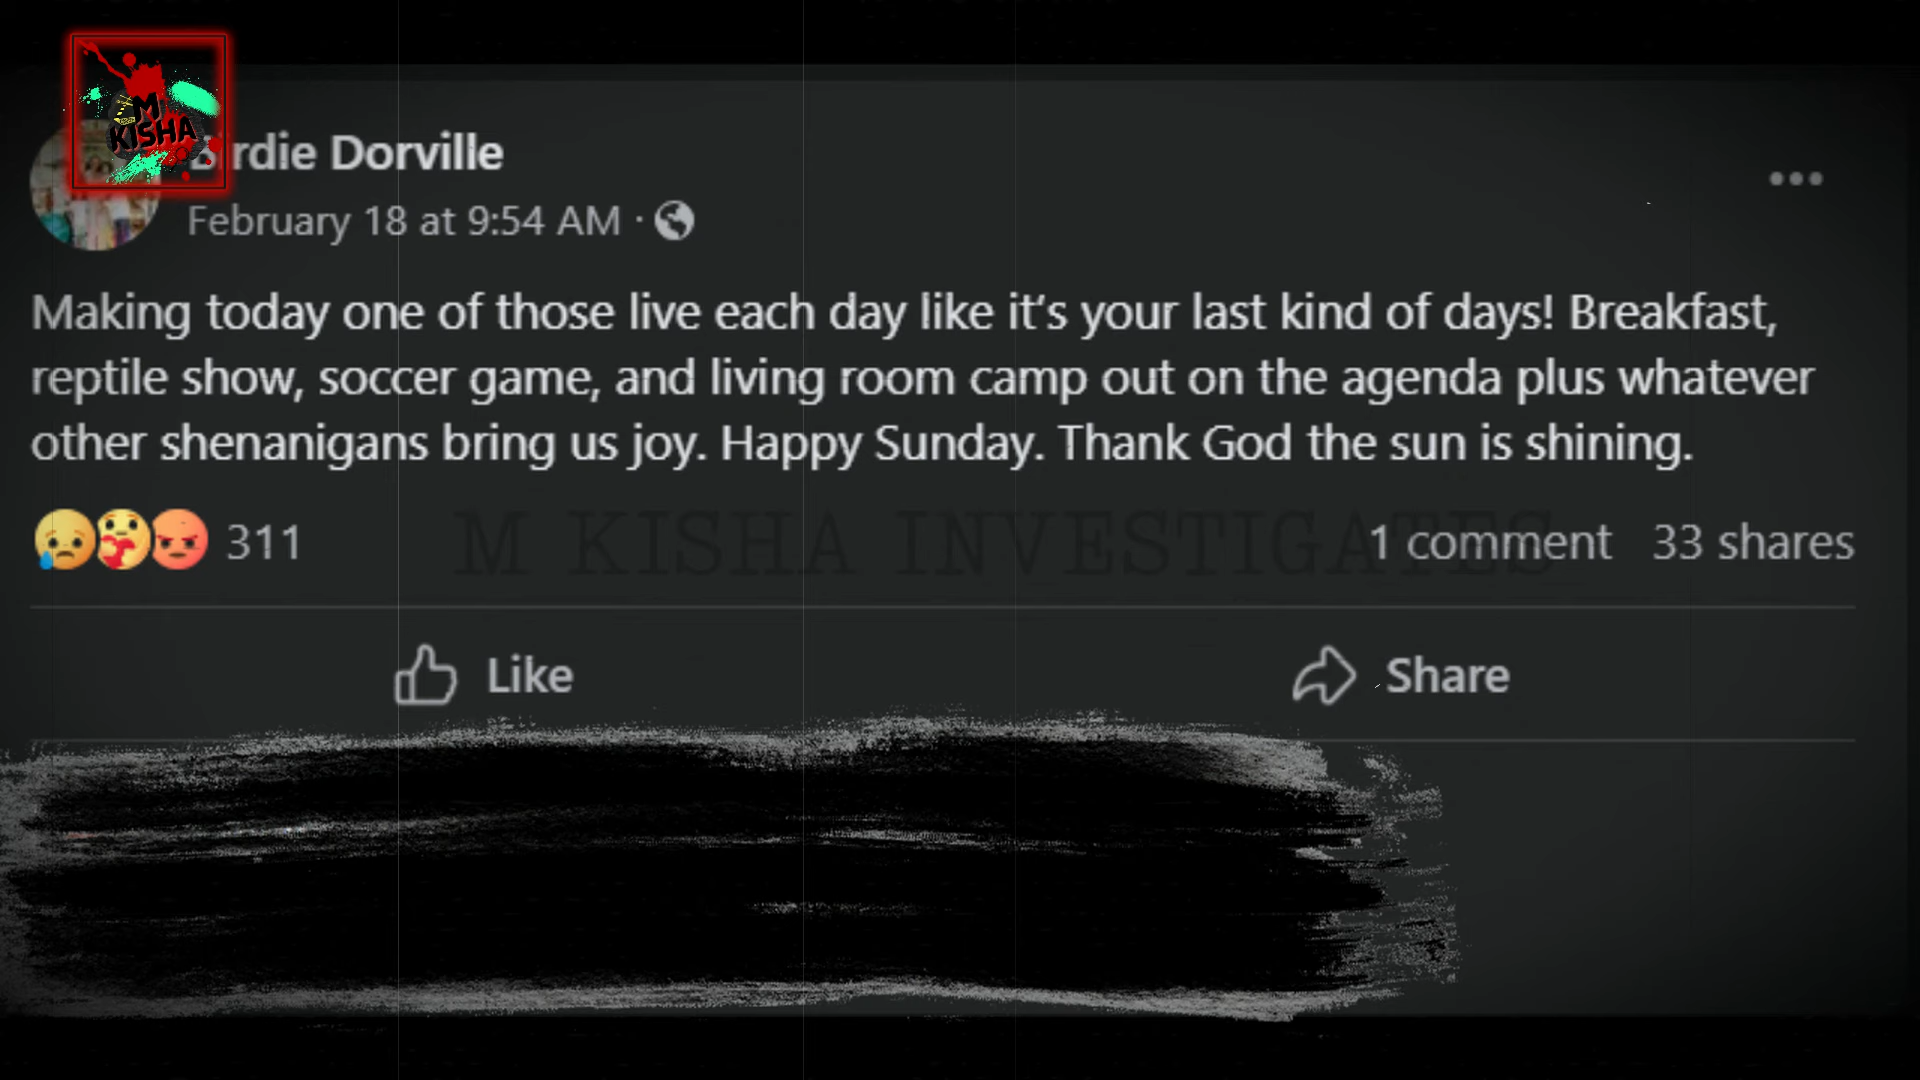 M
KISHA
Birdie Dorville
February 18 at 9:54 AM ·
Making today one of those live each day like it's your last kind of days! Breakfast,
reptile show, soccer game, and living room camp out on the agenda plus whatever
other shenanigans bring us joy. Happy Sunday. Thank God the sun is shining.
311 1 comment 33 shares
M KISHA INVESTIGATES
Like Share